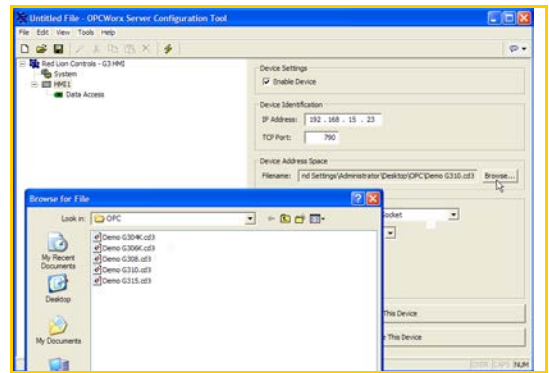 Untitled File - OPCWorx Server Configuration Tool
File Edit View Tools Help
Red Lion Controls - G3 HMI
System
HMI1
Data Access
Device Settings
Enable Device
Device Identification
IP Address: 192 . 168 . 15 . 23
TCP Port: 790
Device Address Space
Filename: nd Settings\Administrator\Desktop\OPC\Demo G310.cd3 Browse...
Browse for File
Look in: OPC
Socket
My Recent Documents
Desktop
My Documents
Demo G304K.cd3
Demo G306K.cd3
Demo G308.cd3
Demo G310.cd3
Demo G315.cd3
This Device
This Device
OVER CAPS NUM